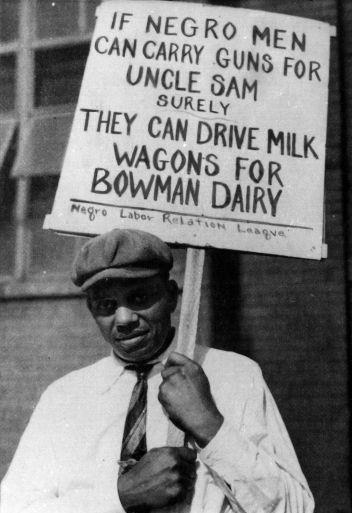 IF NEGRO MEN
CAN CARRY GUNS FOR
UNCLE SAM
SURELY
THEY CAN DRIVE MILK
WAGONS FOR
BOWMAN DAIRY
Negro Labor Relation League